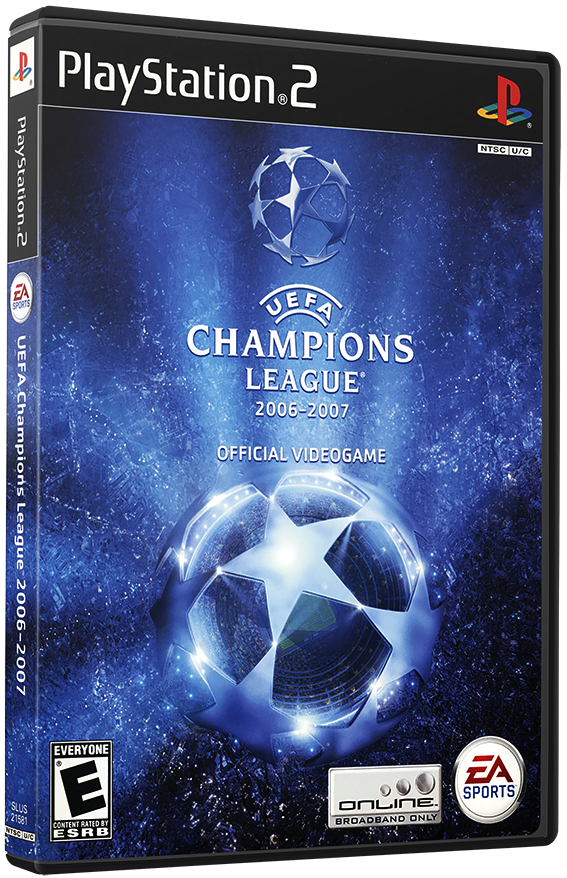 PlayStation®2
NTSC U/C
UEFA
CHAMPIONS
LEAGUE®
2006-2007
OFFICIAL VIDEOGAME
EVERYONE
E
CONTENT RATED BY
ESRB
ONLINE
BROADBAND ONLY
EA
SPORTS
PlayStation.2
EA
SPORTS
UEFA Champions League 2006-2007
SLUS
21581
NTSC U/C